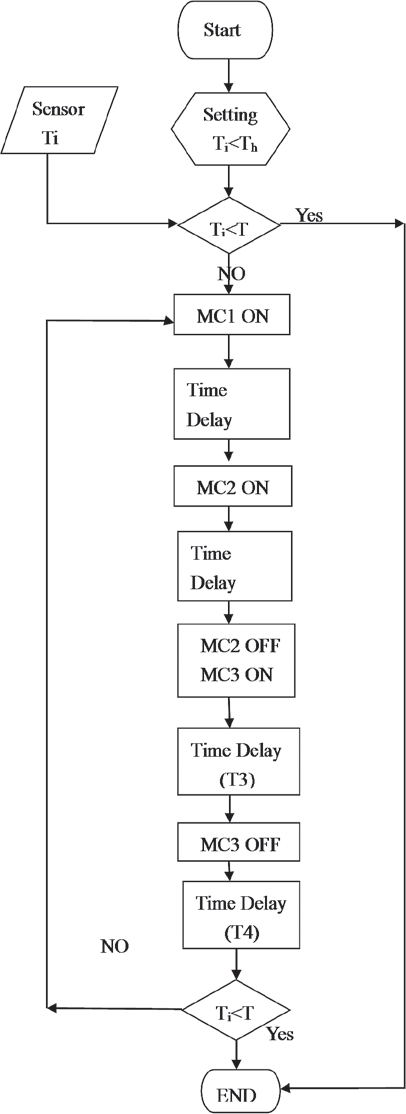 Start
Sensor
Ti
Setting
Ti<Th
Ti<T
Yes
NO
MC1 ON
Time
Delay
MC2 ON
Time
Delay
MC2 OFF
MC3 ON
Time Delay
(T3)
MC3 OFF
Time Delay
(T4)
NO
Ti<T
Yes
END